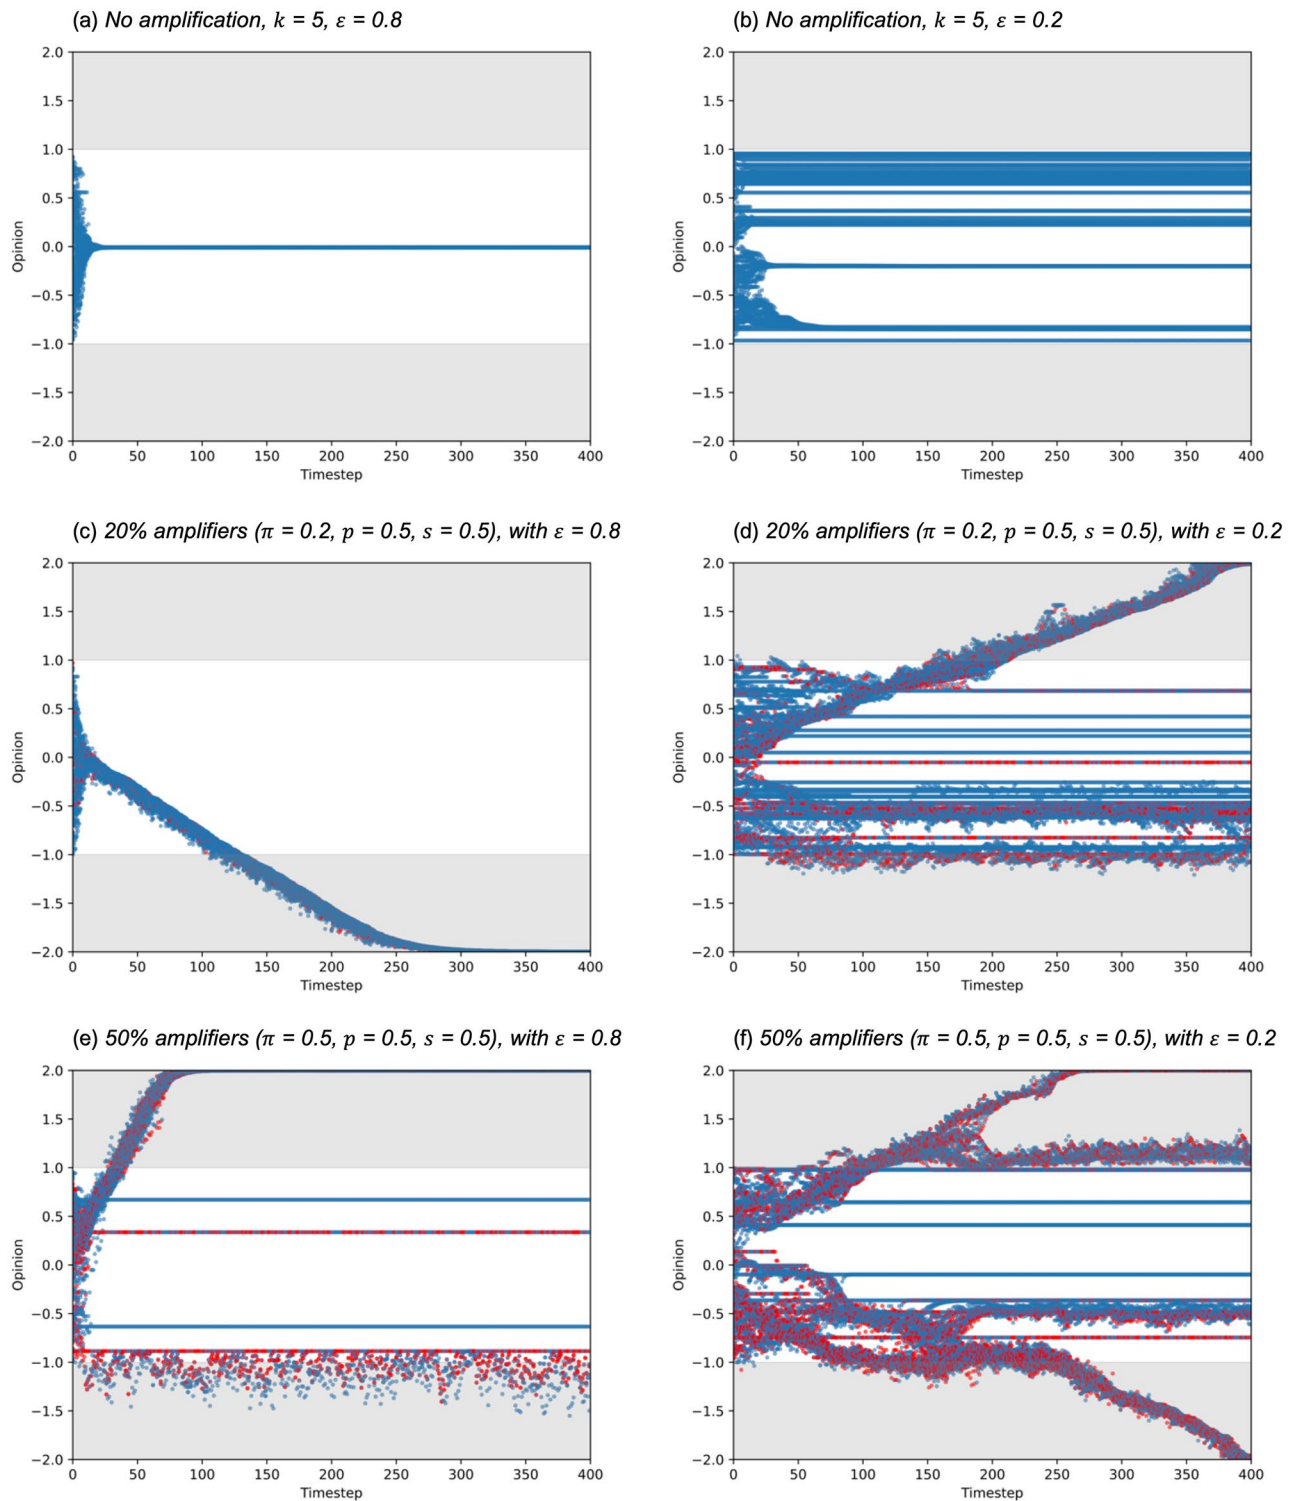 (a) No amplification, k = 5, ε = 0.8
(b) No amplification, k = 5, ε = 0.2
2.0
1.5
1.0
0.5
0.0
−0.5
−1.0
−1.5
−2.0
Opinion
0 50 100 150 200 250 300 350 400
Timestep
2.0
1.5
1.0
0.5
0.0
−0.5
−1.0
−1.5
−2.0
Opinion
0 50 100 150 200 250 300 350 400
Timestep
(c) 20% amplifiers (π = 0.2, p = 0.5, s = 0.5), with ε = 0.8
(d) 20% amplifiers (π = 0.2, p = 0.5, s = 0.5), with ε = 0.2
2.0
1.5
1.0
0.5
0.0
−0.5
−1.0
−1.5
−2.0
Opinion
0 50 100 150 200 250 300 350 400
Timestep
2.0
1.5
1.0
0.5
0.0
−0.5
−1.0
−1.5
−2.0
Opinion
0 50 100 150 200 250 300 350 400
Timestep
(e) 50% amplifiers (π = 0.5, p = 0.5, s = 0.5), with ε = 0.8
(f) 50% amplifiers (π = 0.5, p = 0.5, s = 0.5), with ε = 0.2
2.0
1.5
1.0
0.5
0.0
−0.5
−1.0
−1.5
−2.0
Opinion
0 50 100 150 200 250 300 350 400
Timestep
2.0
1.5
1.0
0.5
0.0
−0.5
−1.0
−1.5
−2.0
Opinion
0 50 100 150 200 250 300 350 400
Timestep